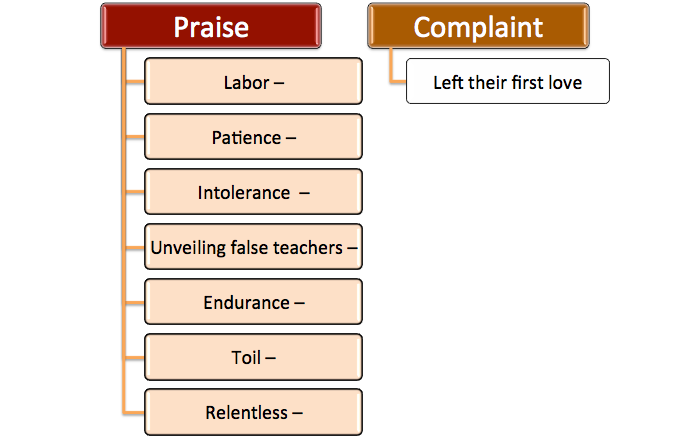 Praise
Labor –
Patience –
Intolerance  –
Unveiling false teachers –
Endurance –
Toil –
Relentless –
Complaint
Left their first love